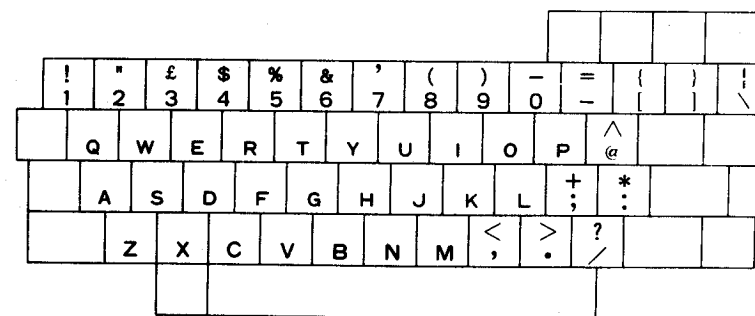 ! " £ $ % & ' ( ) — = { } ¦
1 2 3 4 5 6 7 8 9 0 - [ ] \
Q W E R T Y U I O P ^ @
A S D F G H J K L + ; * :
Z X C V B N M < , > . ? /